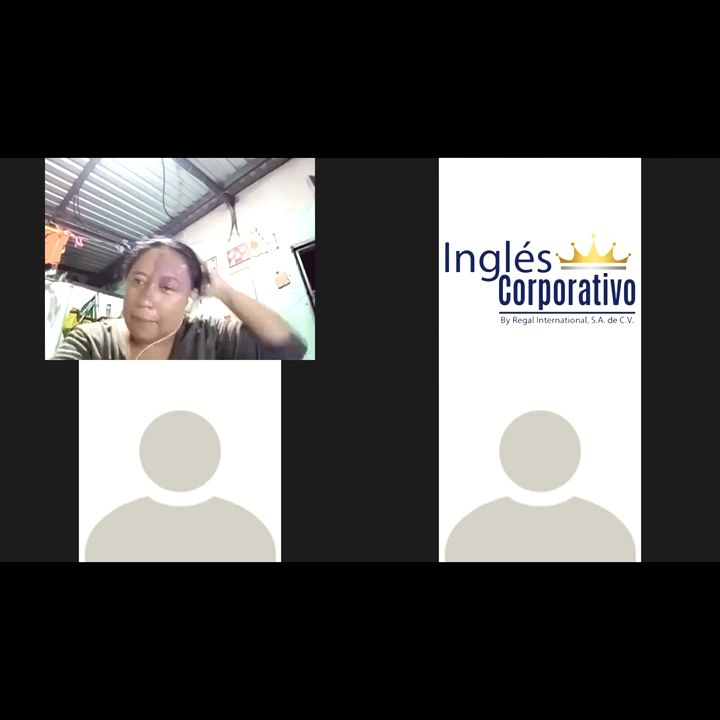 Inglés
Corporativo
By Regal International, S.A. de C.V.